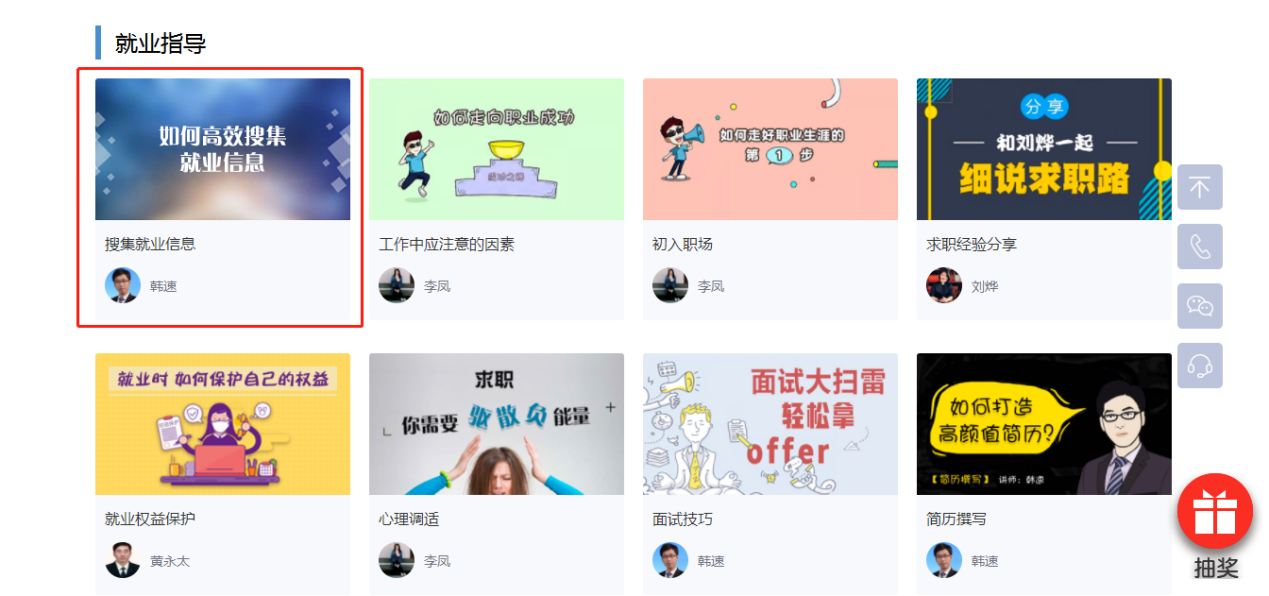 就业指导
如何高效搜集
就业信息
搜集就业信息
韩速
如何走向职业成功
成功之路
工作中应注意的因素
李凤
如何走好职业生涯的
第1步
初入职场
李凤
分享
和刘烨一起
细说求职路
求职经验分享
刘烨
就业时 如何保护自己的权益
就业权益保护
黄永太
求职
你需要 驱散负能量
心理调适
李凤
面试大扫雷
轻松拿
offer
面试技巧
韩速
如何打造
高颜值简历?
【简历撰写】 讲师：韩速
简历撰写
韩速
抽奖